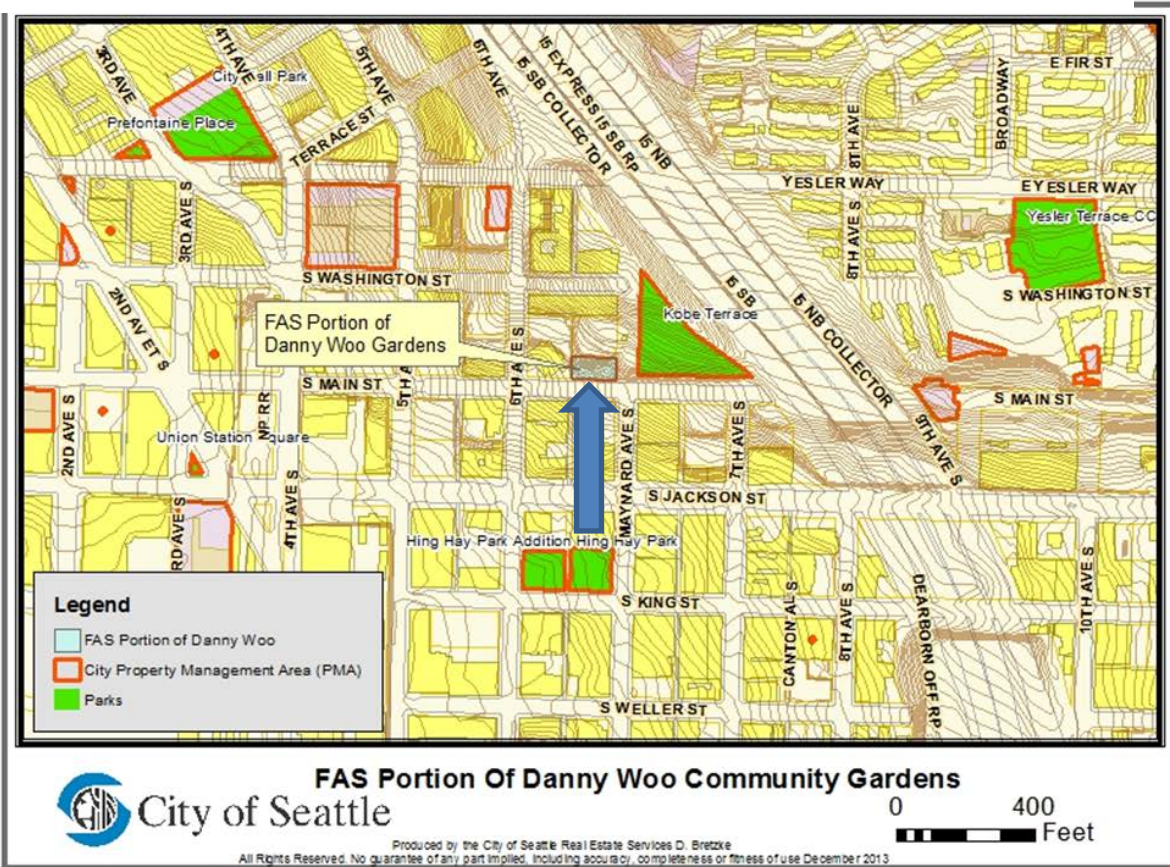 E FIRST
3RD AVE
4TH AVE
5TH AVE
6TH AVE
I5 EXPRESS
I5 SB RP
I5 SB COLLECTOR
I5 NB
8TH AVE
BROADWAY
City Hall Park
Prefontaine Place
TERRACE ST
YESLER WAY
E YESLER WAY
Yesler Terrace CC
3RD AVE S
8TH AVE S
S WASHINGTON ST
S WASHINGTON ST
2ND AV ET S
FAS Portion of
Danny Woo Gardens
Kobe Terrace
I5 SB
I5 NB COLLECTOR
6TH AVE S
5TH A
S MAIN ST
S MAIN ST
2ND AVE S
NP RR
Union Station Square
MAYNARD AVE S
7TH AVE S
9TH AVE S
S JACKSON ST
RD AVE S
4TH AVE S
Hing Hay Park Addition
Hing Hay Park
S KING ST
CANTON AL S
8TH AVE S
DEARBORN OFF RP
10TH AVE S
S WELLER ST
Legend
FAS Portion of Danny Woo
City Property Management Area (PMA)
Parks
FAS Portion Of Danny Woo Community Gardens
City of Seattle
0 400
Feet
Produced by the City of Seattle Real Estate Services D. Bretzke
All Rights Reserved. No guarantee of any part implied, including accuracy, completeness or fitness of use December 2013